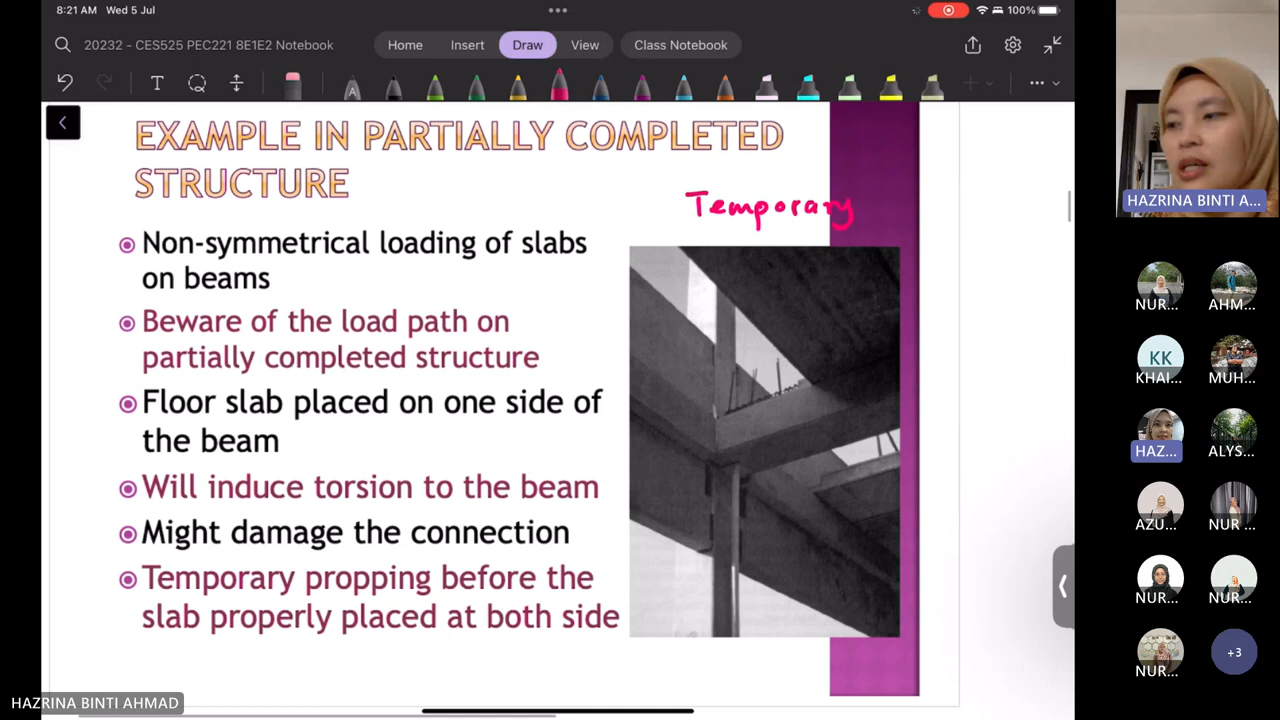 8:21 AM Wed 5 Jul
100%
20232 - CES525 PEC221 8E1E2 Notebook
Home Insert Draw View Class Notebook
T
A
EXAMPLE IN PARTIALLY COMPLETED
STRUCTURE
Temporary
Non-symmetrical loading of slabs
on beams
Beware of the load path on
partially completed structure
Floor slab placed on one side of
the beam
Will induce torsion to the beam
Might damage the connection
Temporary propping before the
slab properly placed at both side
HAZRINA BINTI AHMAD
HAZRINA BINTI A...
NUR... AHM...
KK
KHAI... MUH...
HAZ... ALYS...
AZU... NUR ...
NUR... NUR...
NUR...
+3